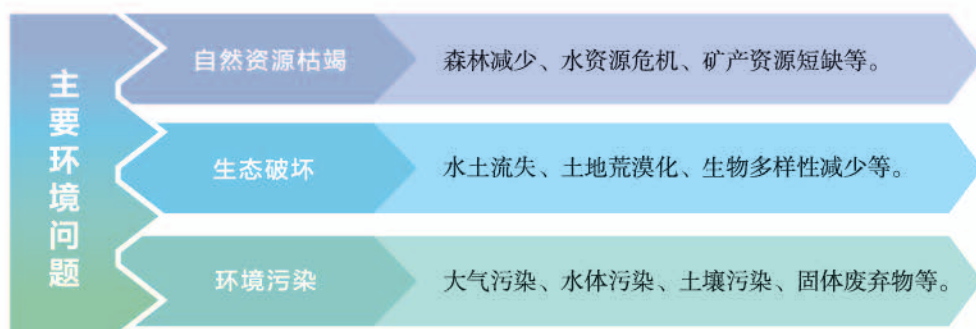 主要环境问题
自然资源枯竭
森林减少、水资源危机、矿产资源短缺等。
生态破坏
水土流失、土地荒漠化、生物多样性减少等。
环境污染
大气污染、水体污染、土壤污染、固体废弃物等。